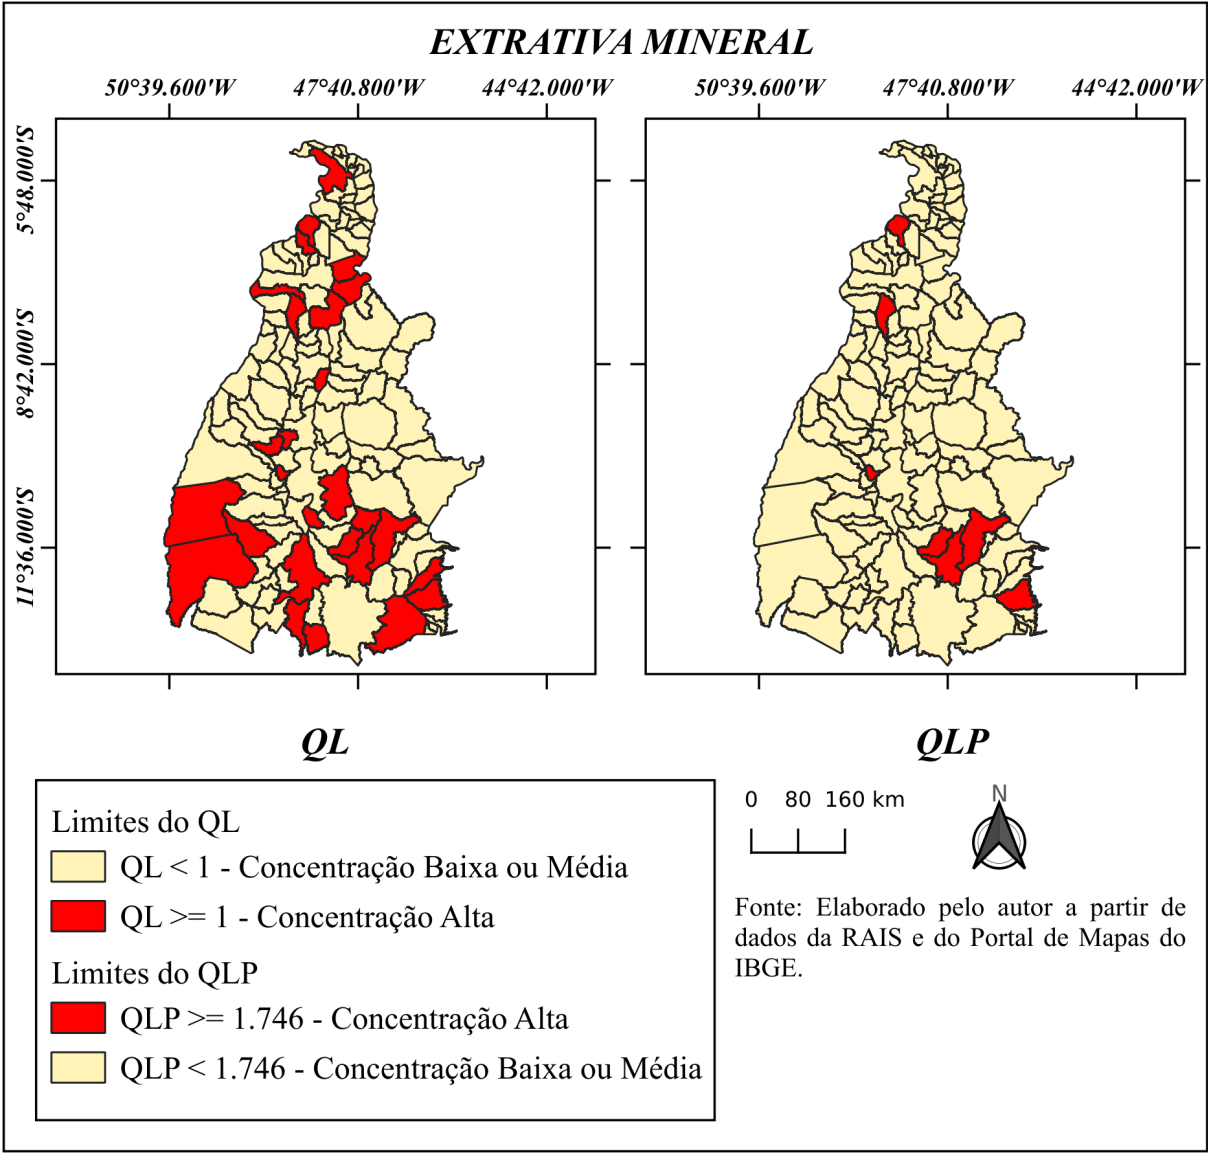 EXTRATIVA MINERAL
50°39.600'W 47°40.800'W 44°42.000'W 50°39.600'W 47°40.800'W 44°42.000'W
5°48.000'S
8°42.000'S
11°36.000'S
QL QLP
Limites do QL
QL < 1 - Concentração Baixa ou Média
QL >= 1 - Concentração Alta
Limites do QLP
QLP >= 1.746 - Concentração Alta
QLP < 1.746 - Concentração Baixa ou Média
0 80 160 km
N
Fonte: Elaborado pelo autor a partir de
dados da RAIS e do Portal de Mapas do
IBGE.